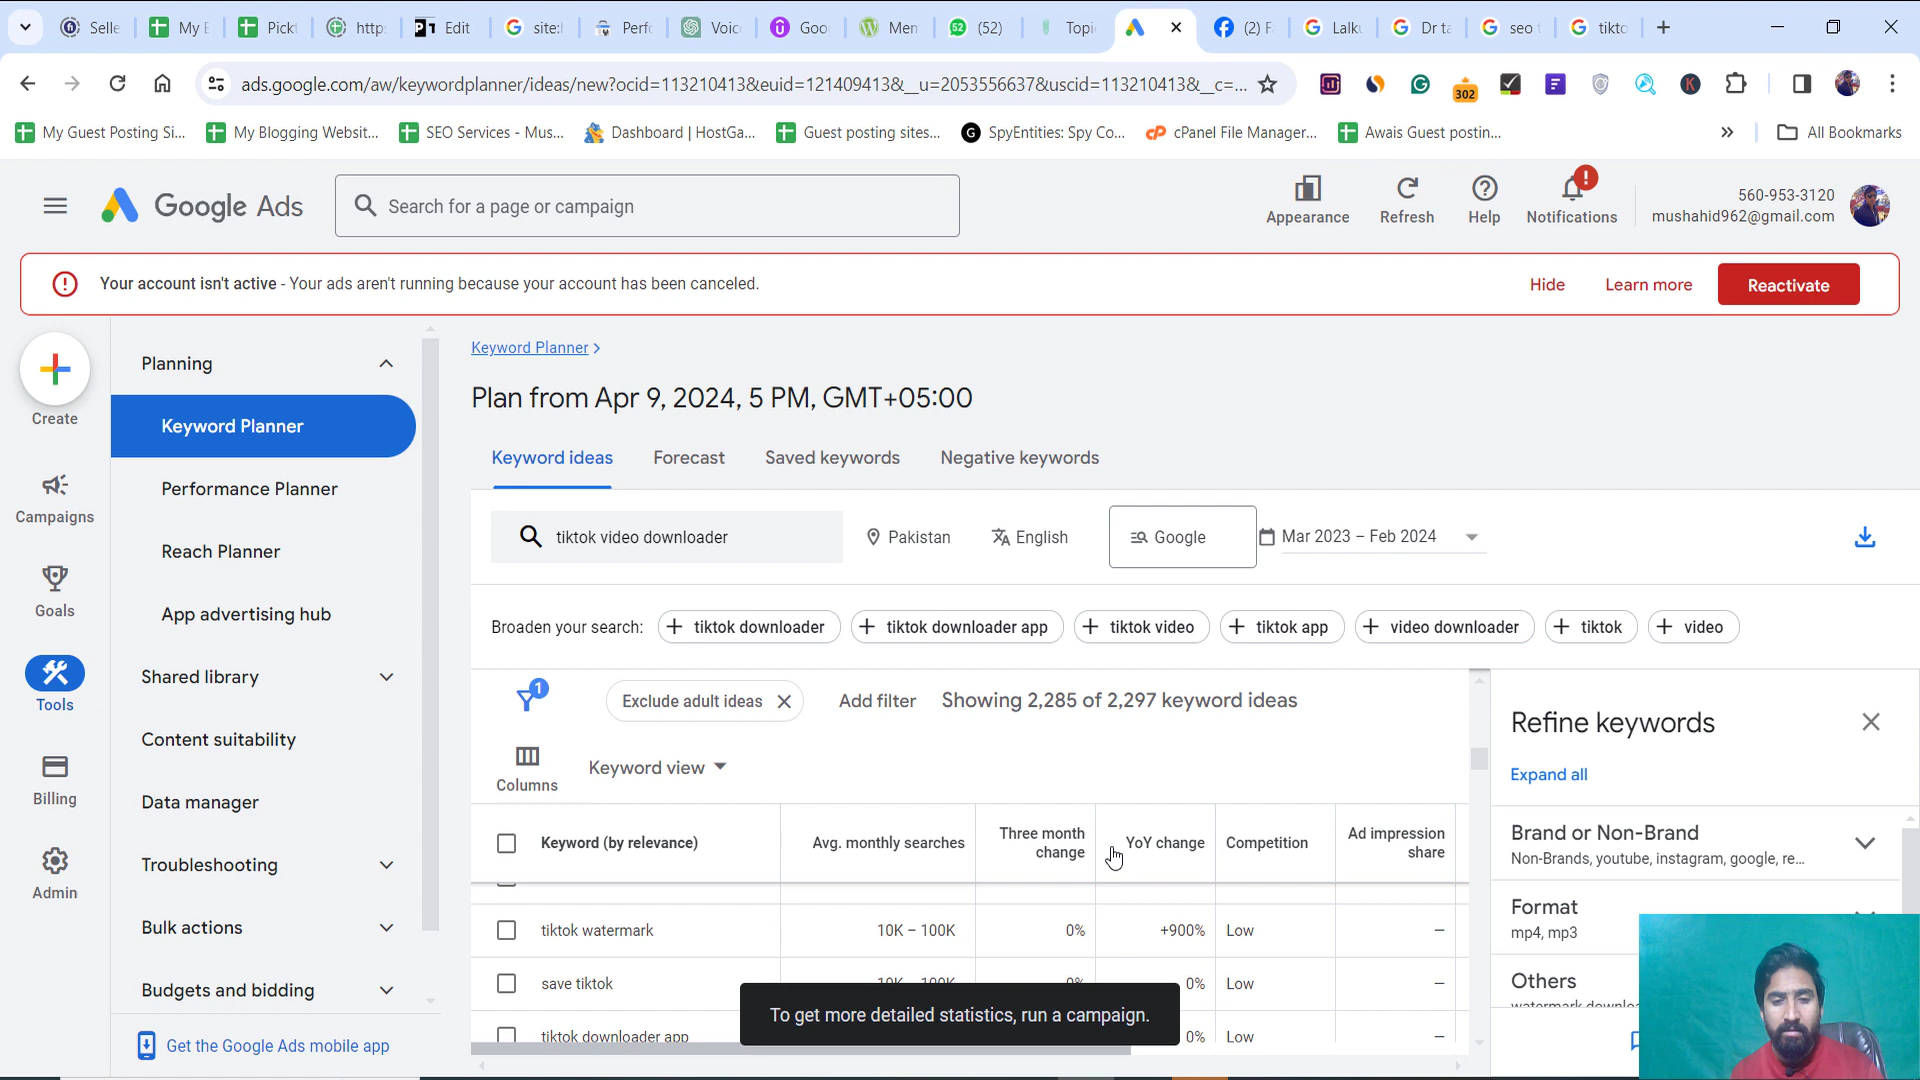 Selle
My B
Pickt
http:
Edit
site:
Perfo
Voic
Goo
Mem
(52)
Topi
(2) F
Lalku
Dr ta
seo
tikto
ads.google.com/aw/keywordplanner/ideas/new?ocid=113210413&euid=121409413&__u=2053556637&uscid=113210413&__c=...
302
My Guest Posting Si...
My Blogging Websit...
SEO Services - Mus...
Dashboard | HostGa...
Guest posting sites...
SpyEntities: Spy Co...
cPanel File Manager...
Awais Guest postin...
All Bookmarks
Google Ads
Search for a page or campaign
Appearance
Refresh
Help
Notifications
560-953-3120
mushahid962@gmail.com
Your account isn't active - Your ads aren't running because your account has been canceled.
Hide
Learn more
Reactivate
Create
Campaigns
Goals
Tools
Billing
Admin
Planning
Keyword Planner
Performance Planner
Reach Planner
App advertising hub
Shared library
Content suitability
Data manager
Troubleshooting
Bulk actions
Budgets and bidding
Get the Google Ads mobile app
Keyword Planner
Plan from Apr 9, 2024, 5 PM, GMT+05:00
Keyword ideas
Forecast
Saved keywords
Negative keywords
tiktok video downloader
Pakistan
English
Google
Mar 2023 – Feb 2024
Broaden your search:
tiktok downloader
tiktok downloader app
tiktok video
tiktok app
video downloader
tiktok
video
1
Exclude adult ideas
Add filter
Showing 2,285 of 2,297 keyword ideas
Columns
Keyword view
Keyword (by relevance)
Avg. monthly searches
Three month change
YoY change
Competition
Ad impression share
tiktok watermark 10K – 100K 0% +900% Low –
save tiktok 10K – 100K 0% 0% Low –
tiktok downloader app 0% Low –
To get more detailed statistics, run a campaign.
Refine keywords
Expand all
Brand or Non-Brand
Non-Brands, youtube, instagram, google, re...
Format
mp4, mp3
Others